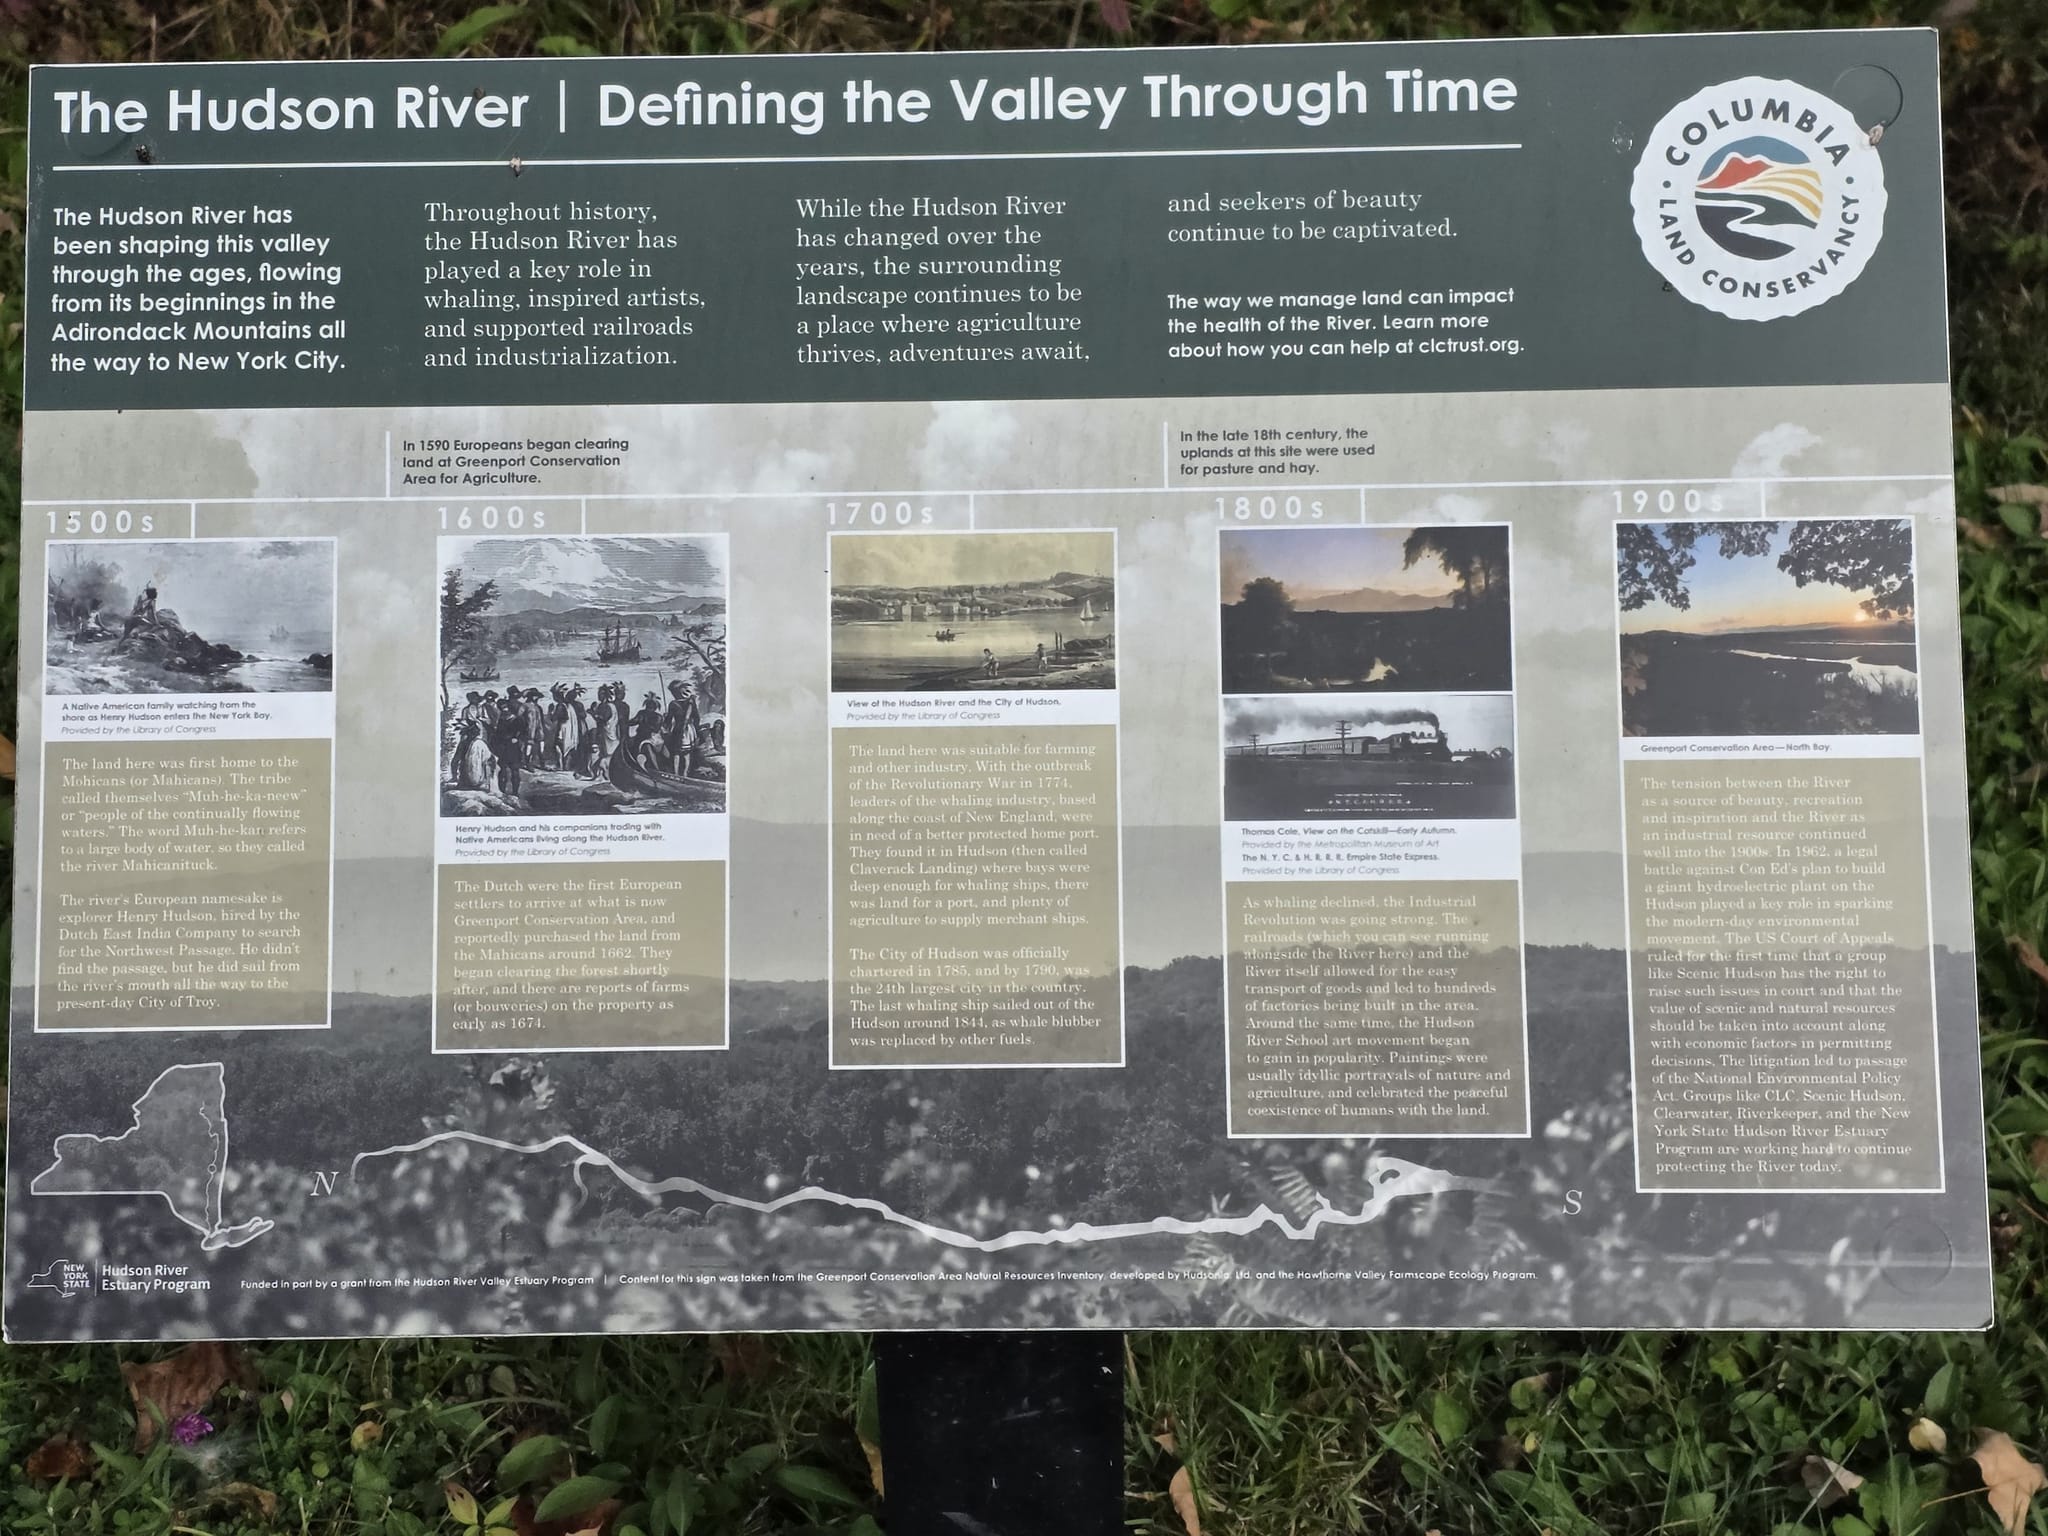 The Hudson River | Defining the Valley Through Time
COLUMBIA
• LAND CONSERVANCY •
The Hudson River has
been shaping this valley
through the ages, flowing
from its beginnings in the
Adirondack Mountains all
the way to New York City.
Throughout history,
the Hudson River has
played a key role in
whaling, inspired artists,
and supported railroads
and industrialization.
While the Hudson River
has changed over the
years, the surrounding
landscape continues to be
a place where agriculture
thrives, adventures await,
and seekers of beauty
continue to be captivated.
The way we manage land can impact
the health of the River. Learn more
about how you can help at clctrust.org.
In 1590 Europeans began clearing
land at Greenport Conservation
Area for Agriculture.
In the late 18th century, the
uplands at this site were used
for pasture and hay.
1500s
A Native American family watching from the
shore as Henry Hudson enters the New York Bay.
Provided by the Library of Congress
The land here was first home to the
Mohicans (or Mahicans). The tribe
called themselves “Muh-he-ka-neew”
or “people of the continually flowing
waters.” The word Muh-he-kan refers
to a large body of water, so they called
the river Mahicanituck.
The river's European namesake is
explorer Henry Hudson, hired by the
Dutch East India Company to search
for the Northwest Passage. He didn't
find the passage, but he did sail from
the river's mouth all the way to the
present-day City of Troy.
1600s
Henry Hudson and his companions trading with
Native Americans living along the Hudson River.
Provided by the Library of Congress
The Dutch were the first European
settlers to arrive at what is now
Greenport Conservation Area, and
reportedly purchased the land from
the Mahicans around 1662. They
began clearing the forest shortly
after, and there are reports of farms
(or bouweries) on the property as
early as 1674.
1700s
View of the Hudson River and the City of Hudson.
Provided by the Library of Congress
The land here was suitable for farming
and other industry. With the outbreak
of the Revolutionary War in 1774,
leaders of the whaling industry, based
along the coast of New England, were
in need of a better protected home port.
They found it in Hudson (then called
Claverack Landing) where bays were
deep enough for whaling ships, there
was land for a port, and plenty of
agriculture to supply merchant ships.
The City of Hudson was officially
chartered in 1785, and by 1790, was
the 24th largest city in the country.
The last whaling ship sailed out of the
Hudson around 1844, as whale blubber
was replaced by other fuels.
1800s
Thomas Cole, View on the Catskill—Early Autumn.
Provided by the Metropolitan Museum of Art
The N. Y. C. & H. R. R. R. Empire State Express.
Provided by the Library of Congress
As whaling declined, the Industrial
Revolution was going strong. The
railroads (which you can see running
alongside the River here) and the
River itself allowed for the easy
transport of goods and led to hundreds
of factories being built in the area.
Around the same time, the Hudson
River School art movement began
to gain in popularity. Paintings were
usually idyllic portrayals of nature and
agriculture, and celebrated the peaceful
coexistence of humans with the land.
1900s
Greenport Conservation Area—North Bay.
The tension between the River
as a source of beauty, recreation
and inspiration and the River as
an industrial resource continued
well into the 1900s. In 1962, a legal
battle against Con Ed's plan to build
a giant hydroelectric plant on the
Hudson played a key role in sparking
the modern-day environmental
movement. The US Court of Appeals
ruled for the first time that a group
like Scenic Hudson has the right to
raise such issues in court and that the
value of scenic and natural resources
should be taken into account along
with economic factors in permitting
decisions. The litigation led to passage
of the National Environmental Policy
Act. Groups like CLC, Scenic Hudson,
Clearwater, Riverkeeper, and the New
York State Hudson River Estuary
Program are working hard to continue
protecting the River today.
N
S
NEW
YORK
STATE
Hudson River
Estuary Program
Funded in part by a grant from the Hudson River Valley Estuary Program | Content for this sign was taken from the Greenport Conservation Area Natural Resources Inventory, developed by Hudsonia, Ltd. and the Hawthorne Valley Farmscape Ecology Program.